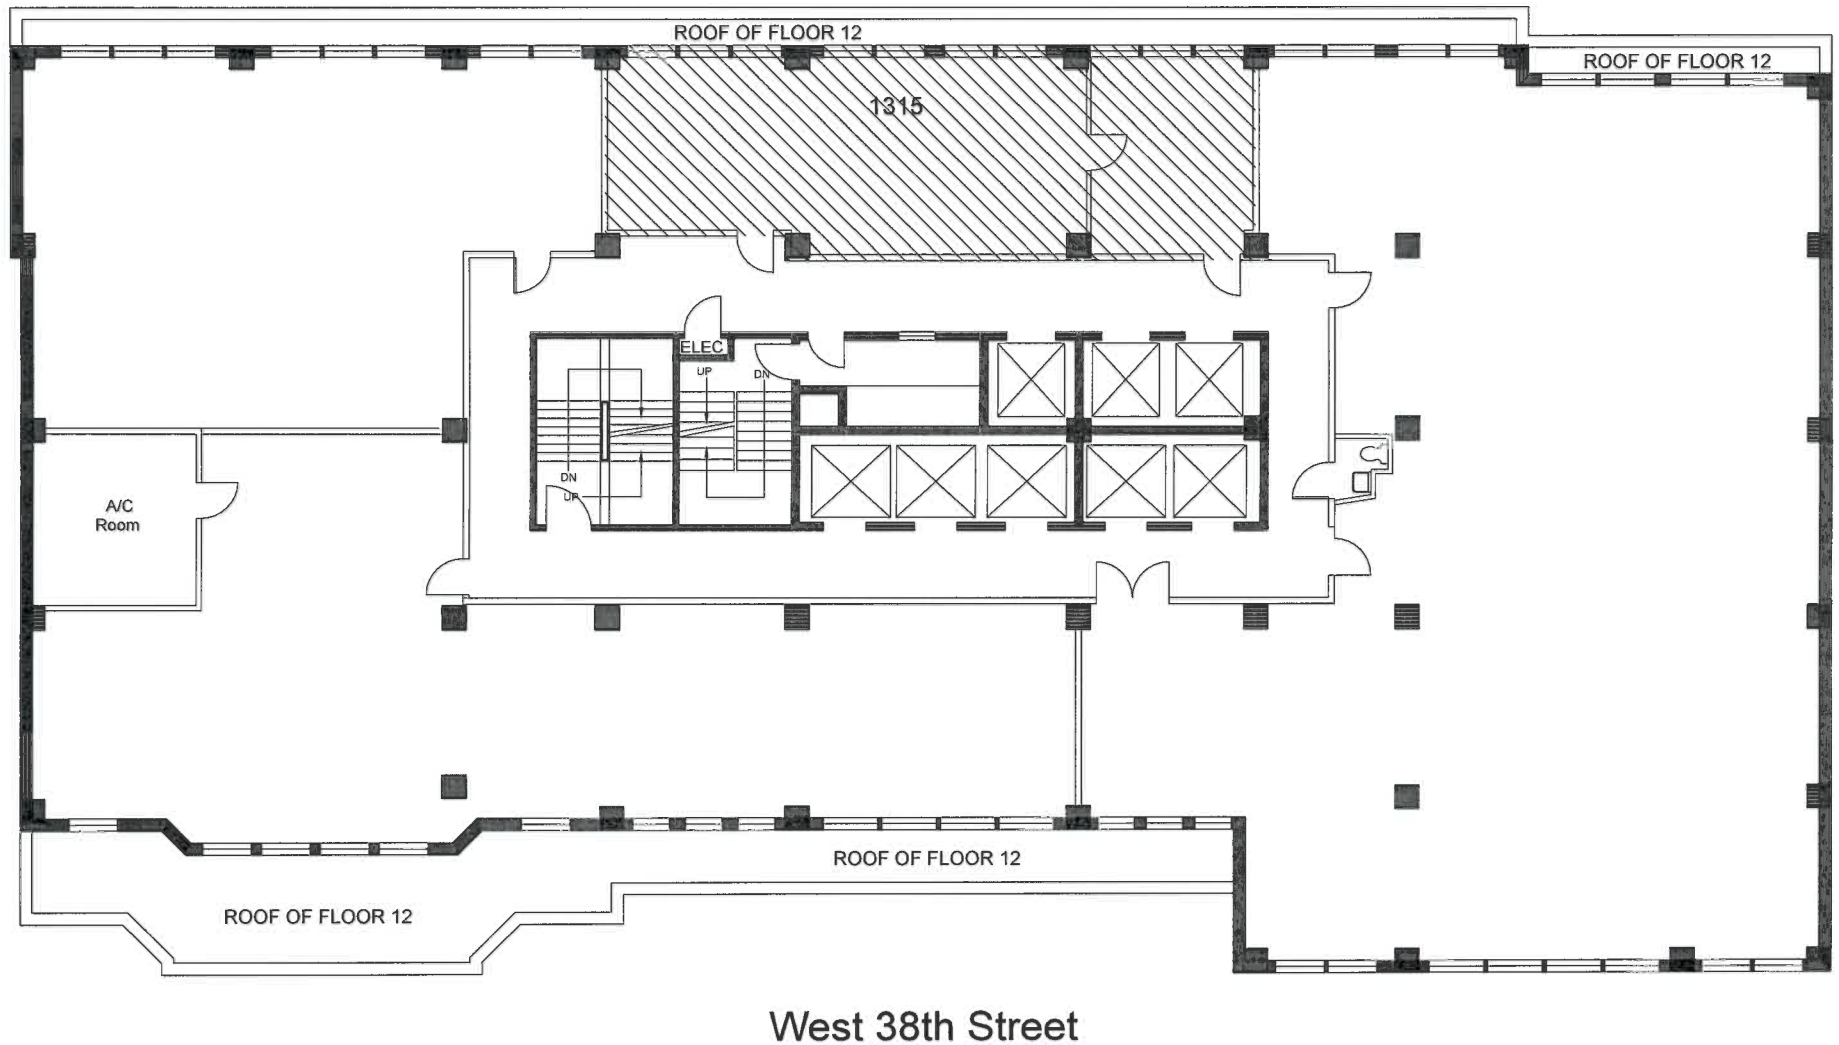 ROOF OF FLOOR 12
ROOF OF FLOOR 12
1315
ELEC
UP
DN
DN
UP
A/C
Room
ROOF OF FLOOR 12
ROOF OF FLOOR 12
West 38th Street